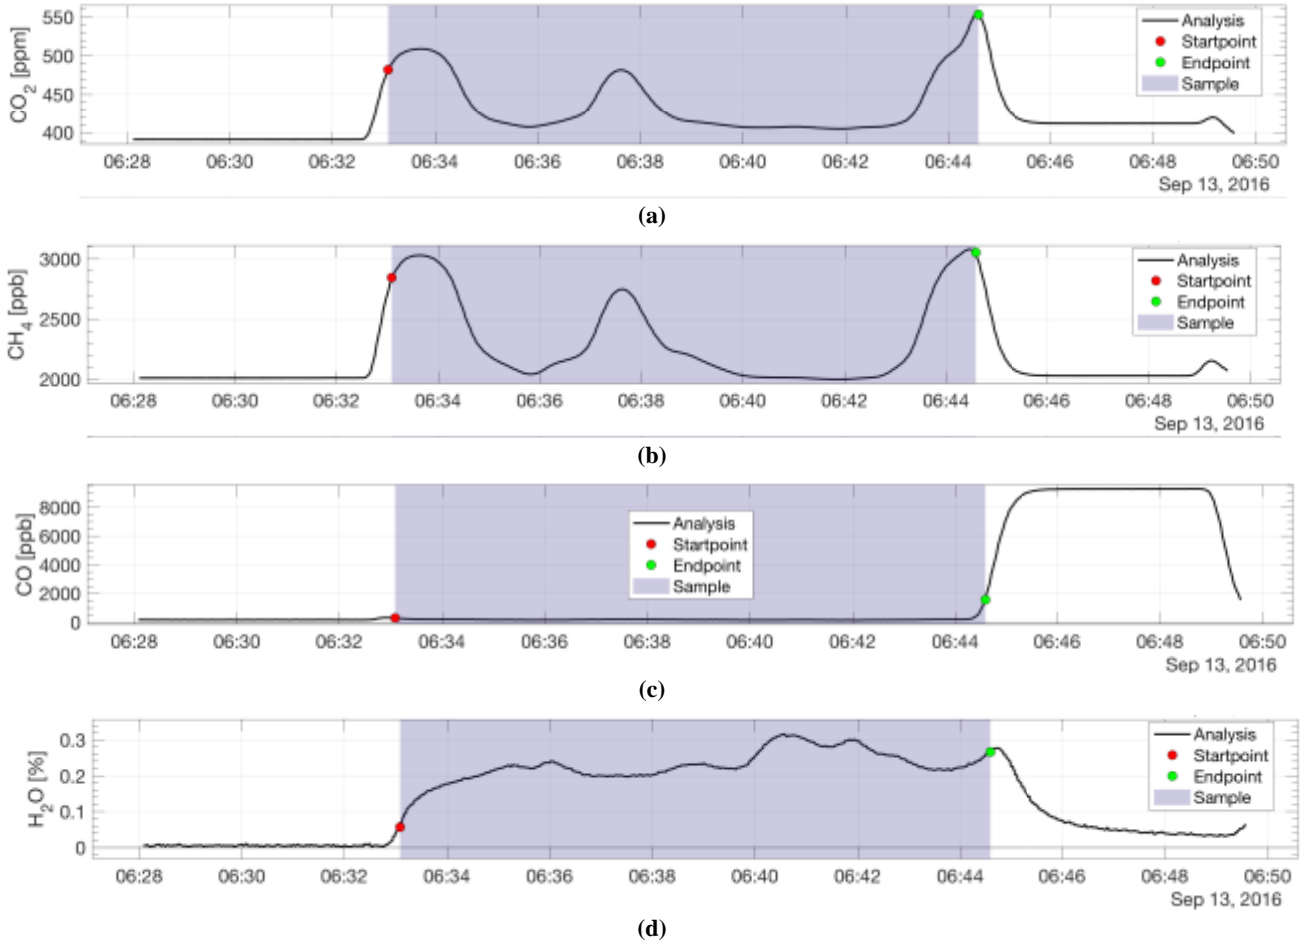 CO2 [ppm]
550
500
450
400
Analysis
Startpoint
Endpoint
Sample
06:28 06:30 06:32 06:34 06:36 06:38 06:40 06:42 06:44 06:46 06:48 06:50
Sep 13, 2016
(a)
CH4 [ppb]
3000
2500
2000
Analysis
Startpoint
Endpoint
Sample
06:28 06:30 06:32 06:34 06:36 06:38 06:40 06:42 06:44 06:46 06:48 06:50
Sep 13, 2016
(b)
CO [ppb]
8000
6000
4000
2000
0
Analysis
Startpoint
Endpoint
Sample
06:28 06:30 06:32 06:34 06:36 06:38 06:40 06:42 06:44 06:46 06:48 06:50
Sep 13, 2016
(c)
H2O [%]
0.3
0.2
0.1
0
Analysis
Startpoint
Endpoint
Sample
06:28 06:30 06:32 06:34 06:36 06:38 06:40 06:42 06:44 06:46 06:48 06:50
Sep 13, 2016
(d)